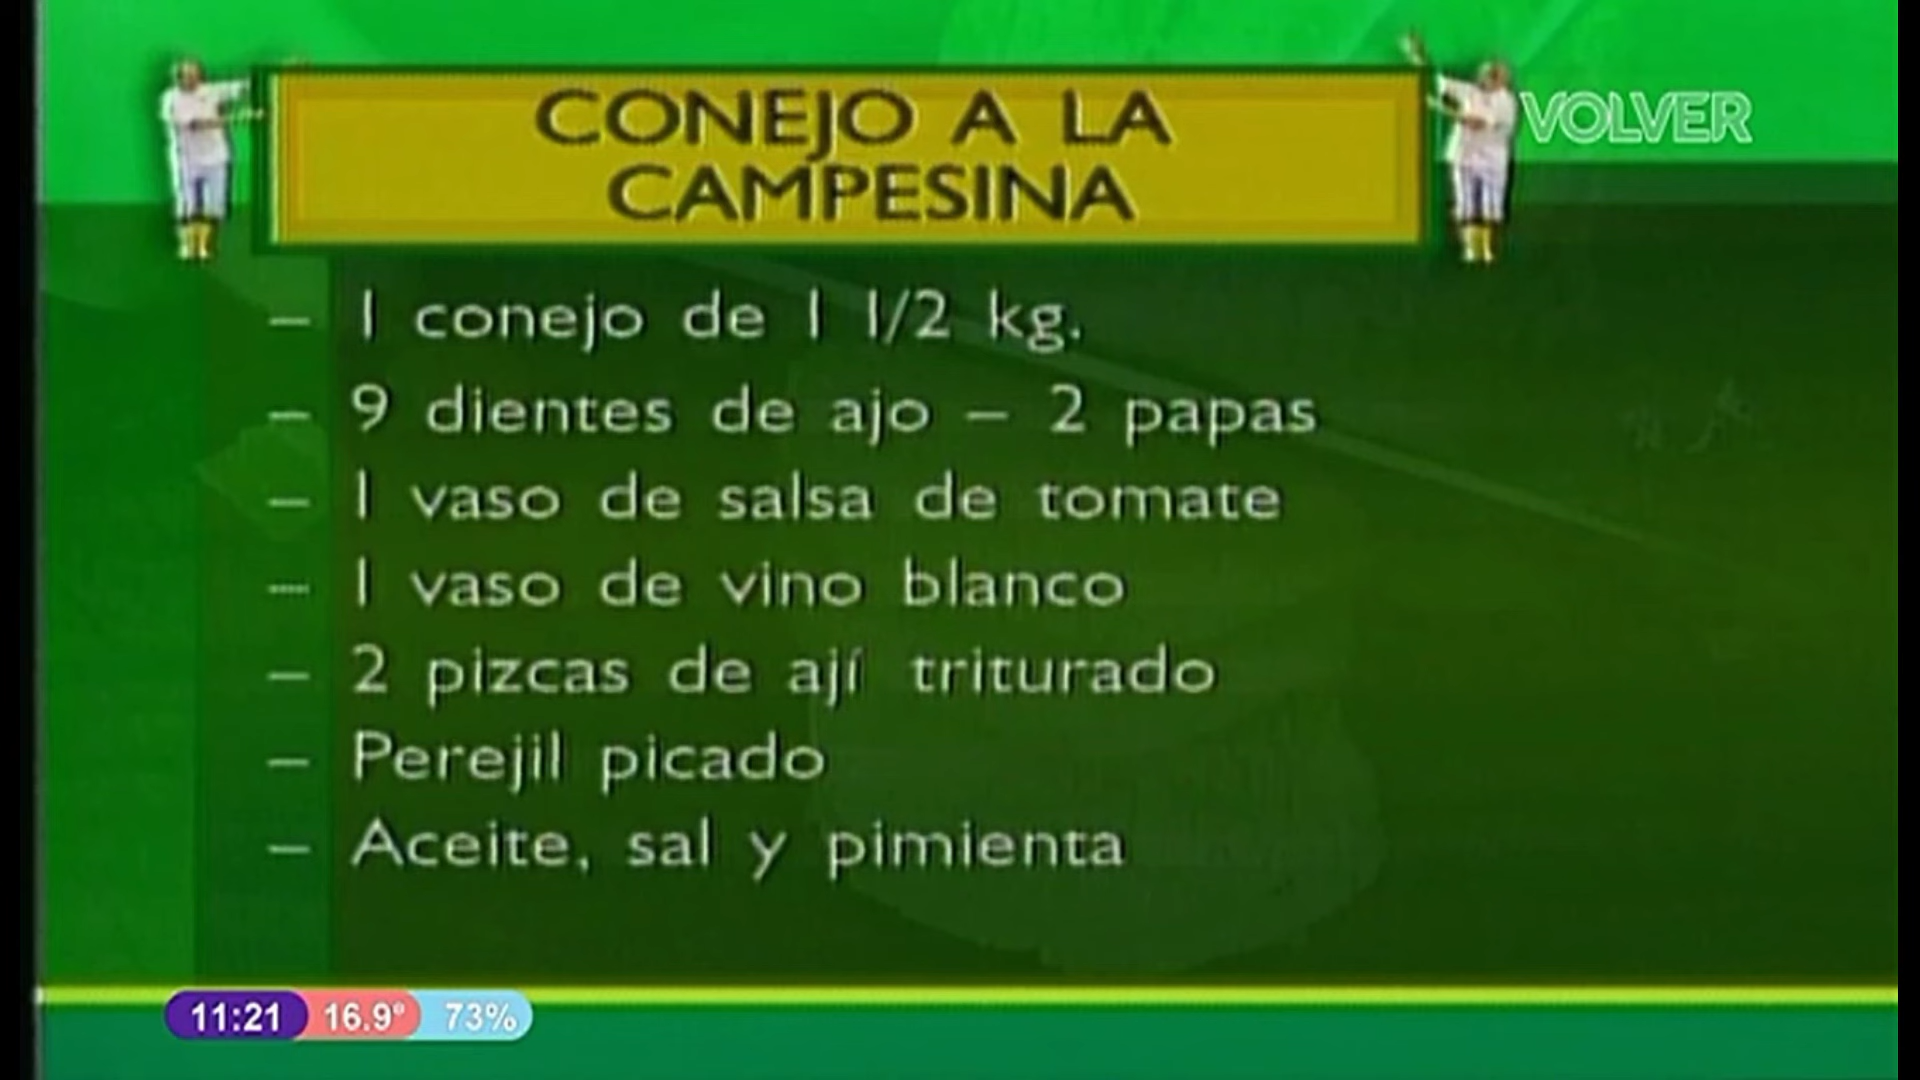 CONEJO A LA
CAMPESINA
VOLVER
– 1 conejo de 1 1/2 kg.
– 9 dientes de ajo – 2 papas
– 1 vaso de salsa de tomate
– 1 vaso de vino blanco
– 2 pizcas de ají triturado
– Perejil picado
– Aceite, sal y pimienta
11:21 16.9° 73%